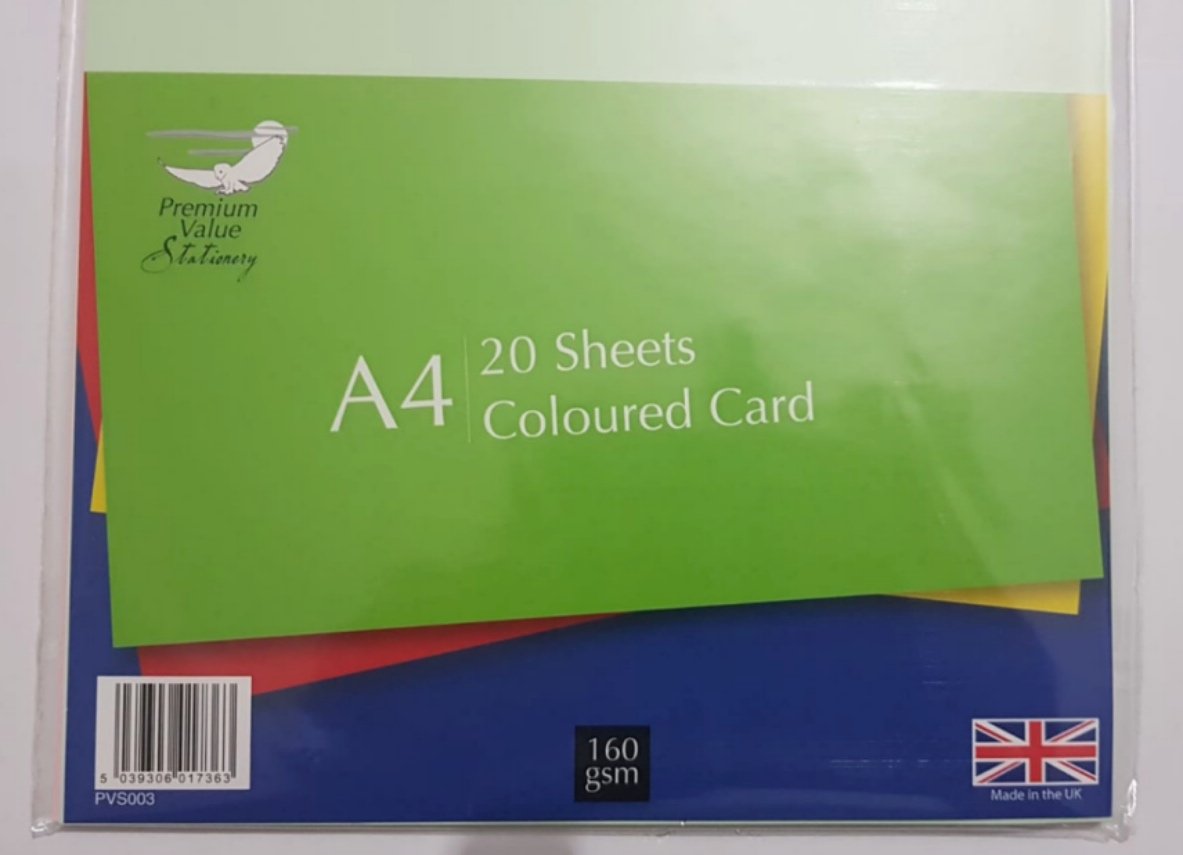 Premium
Value
Stationery
A4
20 Sheets
Coloured Card
5 039306 017363
PVS003
160
gsm
Made in the UK